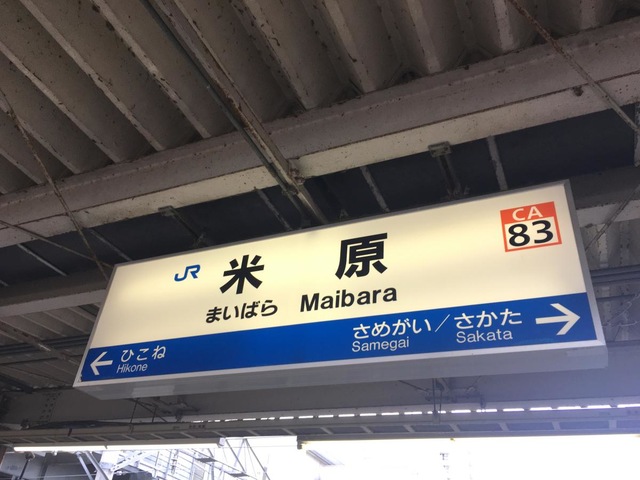 JR 米原
CA
83
まいばら Maibara
さめがい／さかた →
Samegai Sakata
← ひこね
Hikone